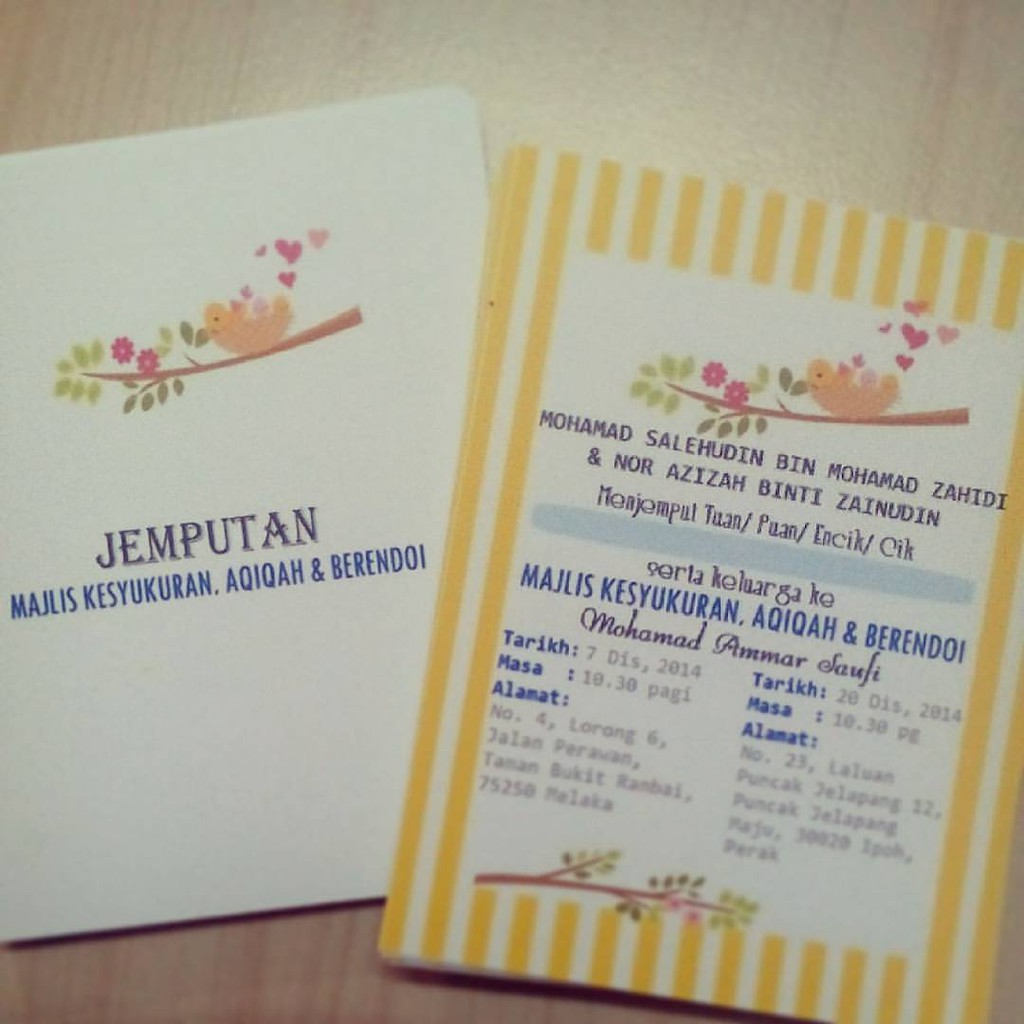 JEMPUTAN
MAJLIS KESYUKURAN, AQIQAH & BERENDOI
MOHAMAD SALEHUDIN BIN MOHAMAD ZAHIDI
& NOR AZIZAH BINTI ZAINUDIN
Menjemput Tuan/ Puan/ Encik/ Cik
serta keluarga ke
MAJLIS KESYUKURAN, AQIQAH & BERENDOI
Mohamad Ammar Saufi
Tarikh: 7 Dis, 2014
Masa : 10.30 pagi
Alamat:
No. 4, Lorong 6,
Jalan Perawan,
Taman Bukit Rambai,
75250 Melaka
Tarikh: 20 Dis, 2014
Masa : 10.30 pg
Alamat:
No. 23, Laluan
Puncak Jelapang 12,
Puncak Jelapang
Maju, 30020 Ipoh,
Perak